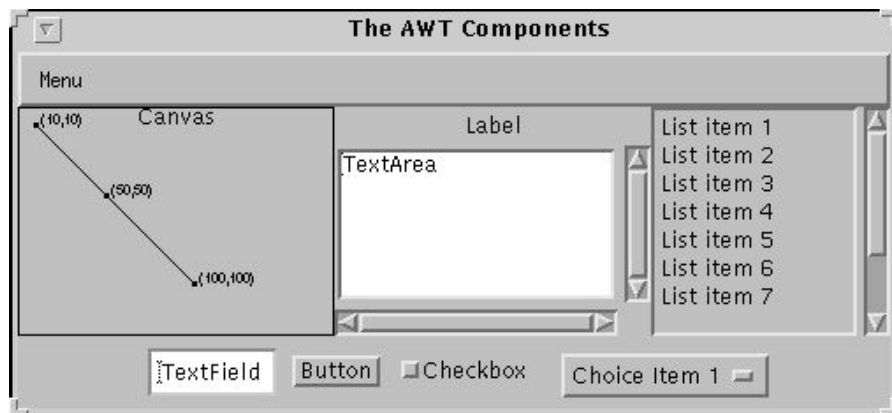 The AWT Components
Menu
Canvas
(10,10)
(50,50)
(100,100)
Label
TextArea
List item 1
List item 2
List item 3
List item 4
List item 5
List item 6
List item 7
TextField
Button
Checkbox
Choice Item 1